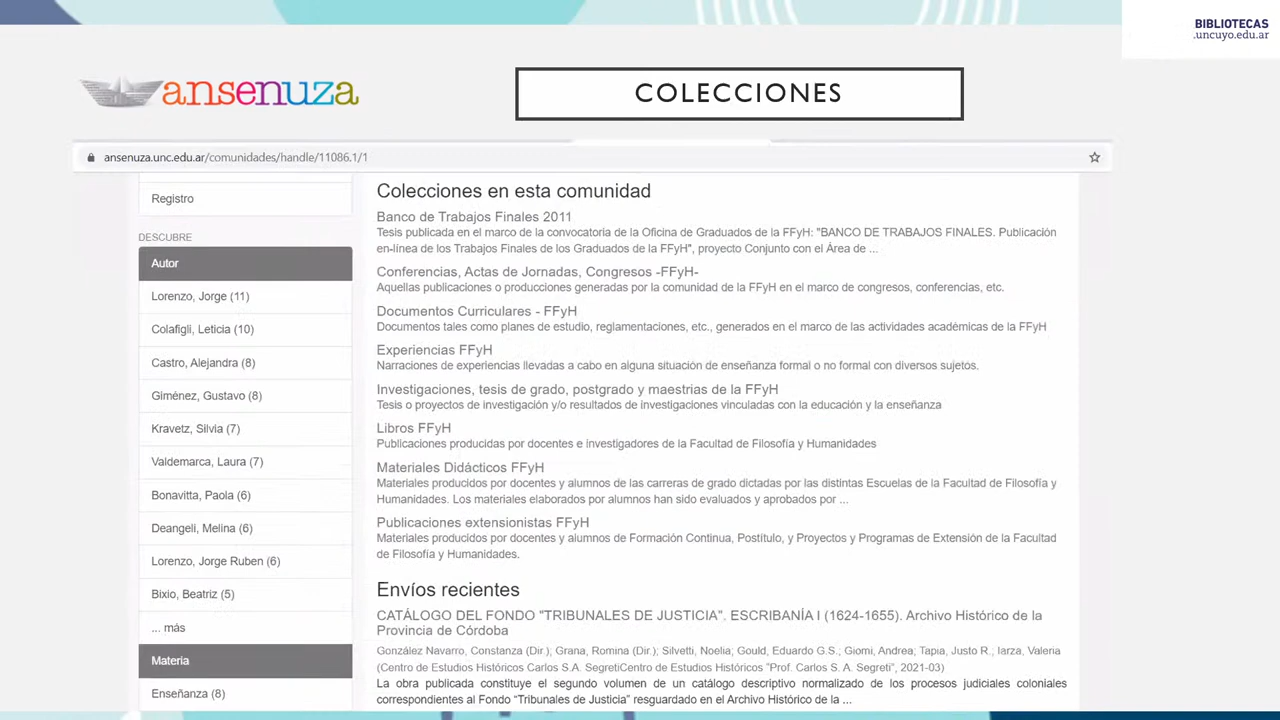 BIBLIOTECAS
.uncuyo.edu.ar
ansenuza
COLECCIONES
ansenuza.unc.edu.ar/comunidades/handle/11086.1/1
Registro
DESCUBRE
Autor
Lorenzo, Jorge (11)
Colafigli, Leticia (10)
Castro, Alejandra (8)
Giménez, Gustavo (8)
Kravetz, Silvia (7)
Valdemarca, Laura (7)
Bonavitta, Paola (6)
Deangeli, Melina (6)
Lorenzo, Jorge Ruben (6)
Bixio, Beatriz (5)
... más
Materia
Enseñanza (8)
Colecciones en esta comunidad
Banco de Trabajos Finales 2011
Tesis publicada en el marco de la convocatoria de la Oficina de Graduados de la FFyH: "BANCO DE TRABAJOS FINALES. Publicación
en-línea de los Trabajos Finales de los Graduados de la FFyH", proyecto Conjunto con el Área de ...
Conferencias, Actas de Jornadas, Congresos -FFyH-
Aquellas publicaciones o producciones generadas por la comunidad de la FFyH en el marco de congresos, conferencias, etc.
Documentos Curriculares - FFyH
Documentos tales como planes de estudio, reglamentaciones, etc., generados en el marco de las actividades académicas de la FFyH
Experiencias FFyH
Narraciones de experiencias llevadas a cabo en alguna situación de enseñanza formal o no formal con diversos sujetos.
Investigaciones, tesis de grado, postgrado y maestrias de la FFyH
Tesis o proyectos de investigación y/o resultados de investigaciones vinculadas con la educación y la enseñanza
Libros FFyH
Publicaciones producidas por docentes e investigadores de la Facultad de Filosofía y Humanidades
Materiales Didácticos FFyH
Materiales producidos por docentes y alumnos de las carreras de grado dictadas por las distintas Escuelas de la Facultad de Filosofía y
Humanidades. Los materiales elaborados por alumnos han sido evaluados y aprobados por ...
Publicaciones extensionistas FFyH
Materiales producidos por docentes y alumnos de Formación Continua, Postítulo, y Proyectos y Programas de Extensión de la Facultad
de Filosofía y Humanidades.
Envíos recientes
CATÁLOGO DEL FONDO "TRIBUNALES DE JUSTICIA". ESCRIBANÍA I (1624-1655). Archivo Histórico de la
Provincia de Córdoba
González Navarro, Constanza (Dir.); Grana, Romina (Dir.); Silvetti, Noelia; Gould, Eduardo G.S.; Giomi, Andrea; Tapia, Justo R.; Iarza, Valeria
(Centro de Estudios Históricos Carlos S.A. SegretiCentro de Estudios Históricos "Prof. Carlos S. A. Segreti", 2021-03)
La obra publicada constituye el segundo volumen de un catálogo descriptivo normalizado de los procesos judiciales coloniales
correspondientes al Fondo "Tribunales de Justicia" resguardado en el Archivo Histórico de la ...